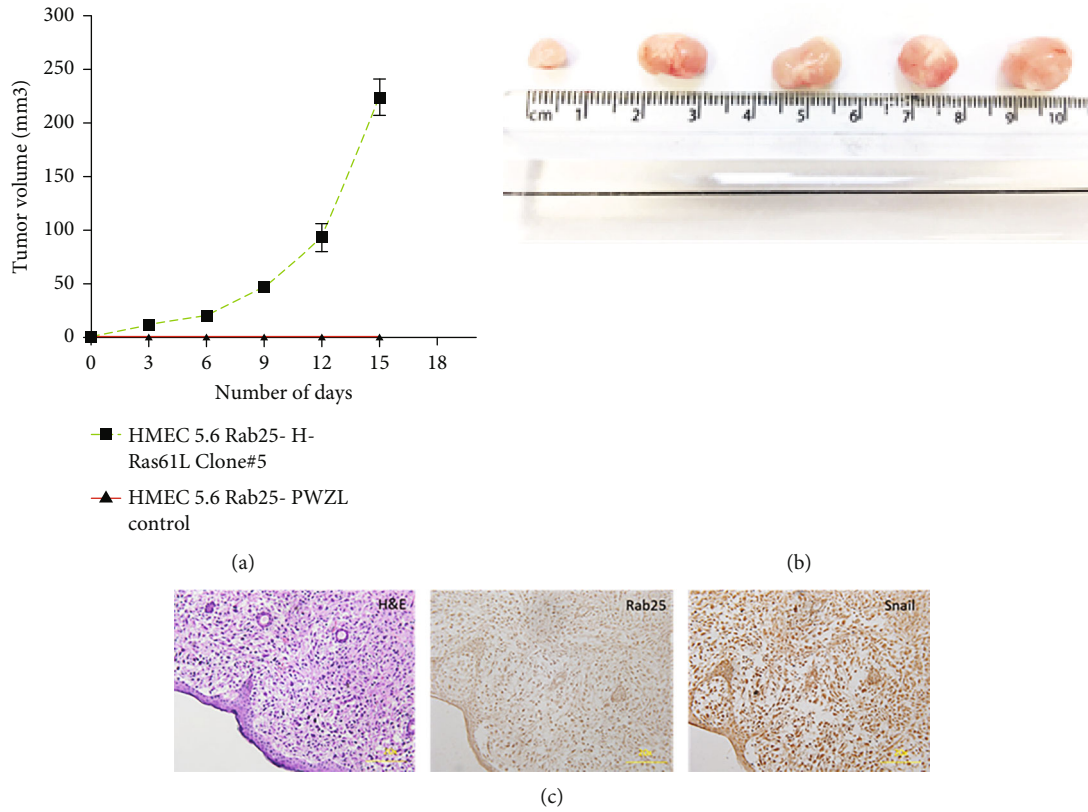 300
250
200
150
100
50
0
Tumor volume (mm3)
0 3 6 9 12 15 18
Number of days
HMEC 5.6 Rab25- H-
Ras61L Clone#5
HMEC 5.6 Rab25- PWZL
control
(a)
cm 1 2 3 4 5 6 7 8 9 10
(b)
H&E
Rab25
Snail
(c)